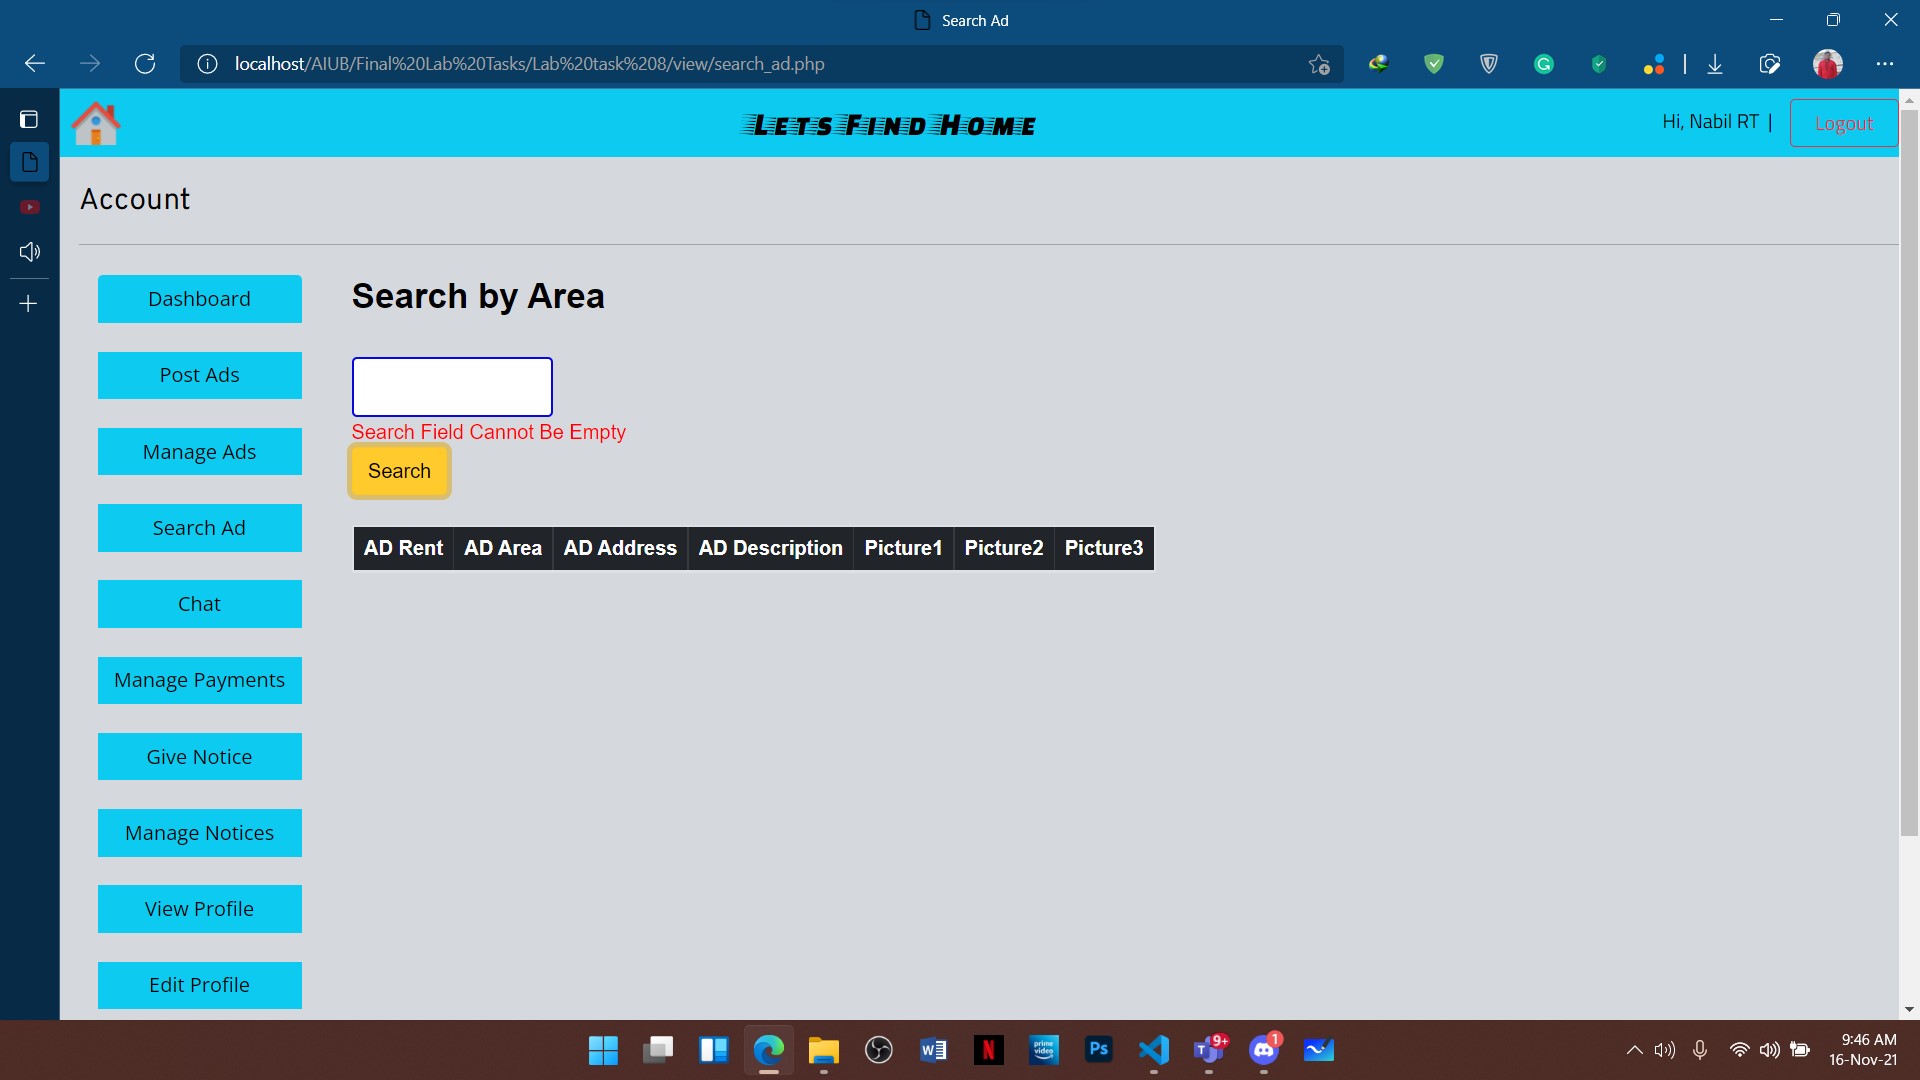 Search Ad
localhost/AIUB/Final%20Lab%20Tasks/Lab%20task%208/view/search_ad.php
Lets Find Home
Hi, Nabil RT |
Logout
Account
Dashboard
Post Ads
Manage Ads
Search Ad
Chat
Manage Payments
Give Notice
Manage Notices
View Profile
Edit Profile
Search by Area
Search Field Cannot Be Empty
Search
AD Rent AD Area AD Address AD Description Picture1 Picture2 Picture3
W
N
prime video
Ps
T
9+
1
9:46 AM
16-Nov-21